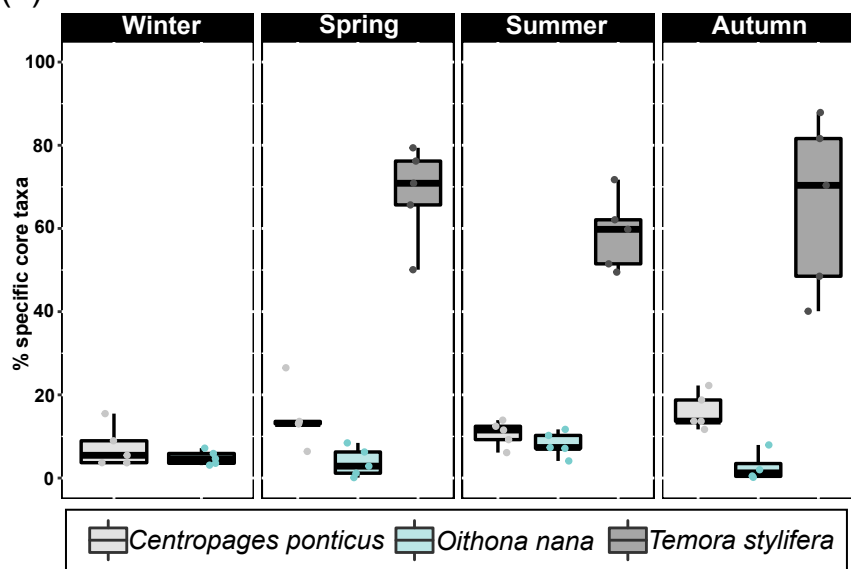 Winter Spring Summer Autumn
100
80
60
40
20
0
% specific core taxa
Centropages ponticus Oithona nana Temora stylifera